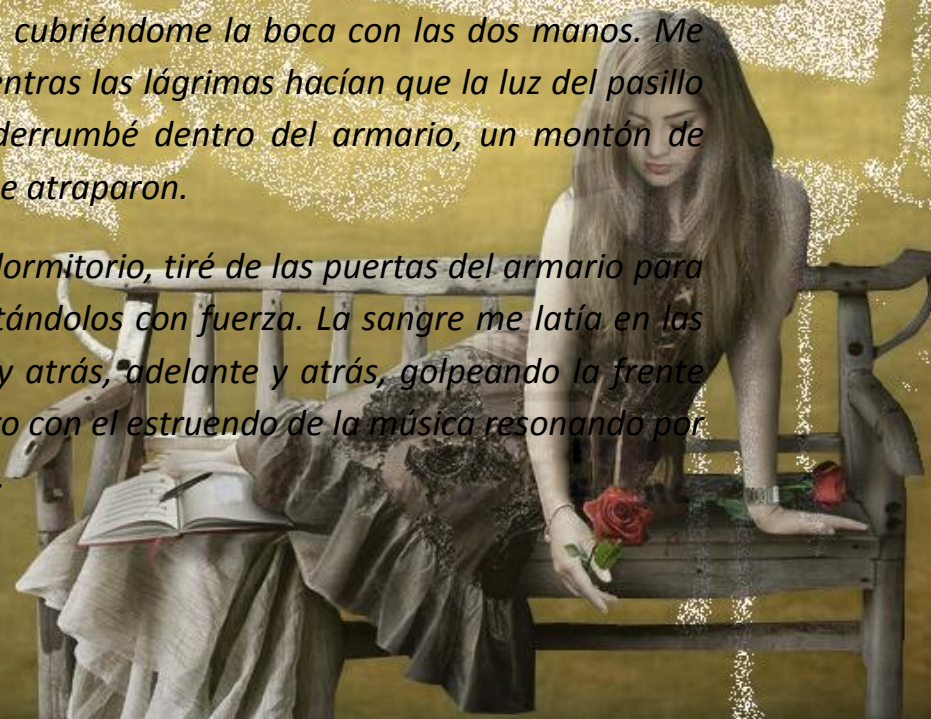 cubriéndome la boca con las dos manos. Me
entras las lágrimas hacían que la luz del pasillo
derrumbé dentro del armario, un montón de
e atraparon.
dormitorio, tiré de las puertas del armario para
tándolos con fuerza. La sangre me latía en las
y atrás, adelante y atrás, golpeando la frente
o con el estruendo de la música resonando por
.